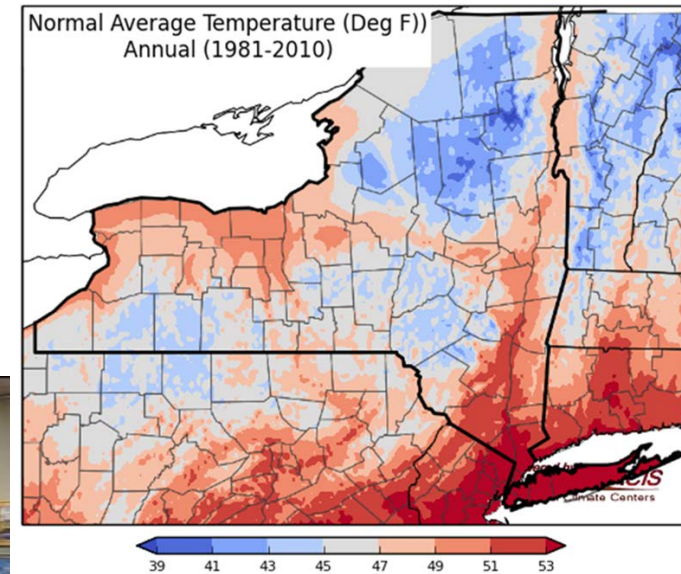 Normal Average Temperature (Deg F))
Annual (1981-2010)
Climate Centers
39 41 43 45 47 49 51 53